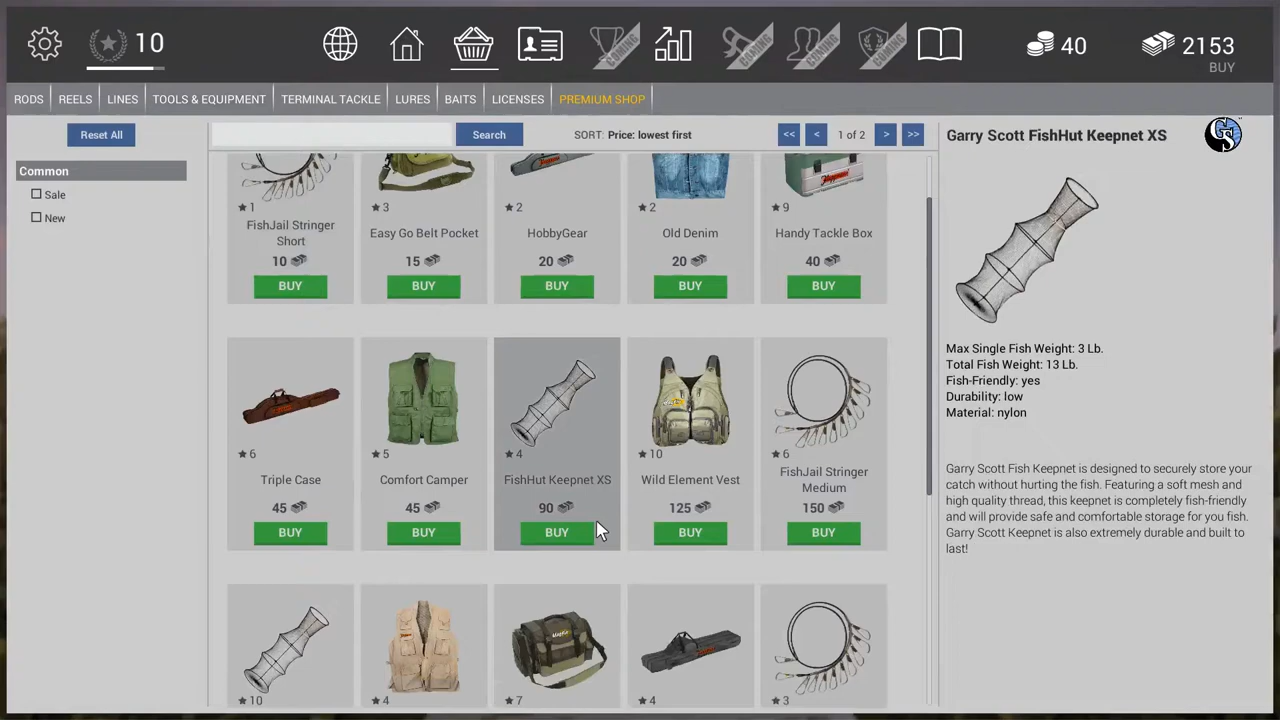 10
COMING
COMING
COMING
COMING
40
2153
BUY
RODS
REELS
LINES
TOOLS & EQUIPMENT
TERMINAL TACKLE
LURES
BAITS
LICENSES
PREMIUM SHOP
Reset All
Search
SORT: Price: lowest first
<<
<
1 of 2
>
>>
Common
Sale
New
1
3
2
2
9
FishJail Stringer
Short
Easy Go Belt Pocket
HobbyGear
Old Denim
Handy Tackle Box
10
15
20
20
40
BUY
BUY
BUY
BUY
BUY
6
5
4
10
6
Triple Case
Comfort Camper
FishHut Keepnet XS
Wild Element Vest
FishJail Stringer
Medium
45
45
90
125
150
BUY
BUY
BUY
BUY
BUY
10
4
7
4
3
Garry Scott FishHut Keepnet XS
GS
Max Single Fish Weight: 3 Lb.
Total Fish Weight: 13 Lb.
Fish-Friendly: yes
Durability: low
Material: nylon
Garry Scott Fish Keepnet is designed to securely store your
catch without hurting the fish. Featuring a soft mesh and
high quality thread, this keepnet is completely fish-friendly
and will provide safe and comfortable storage for you fish.
Garry Scott Keepnet is also extremely durable and built to
last!